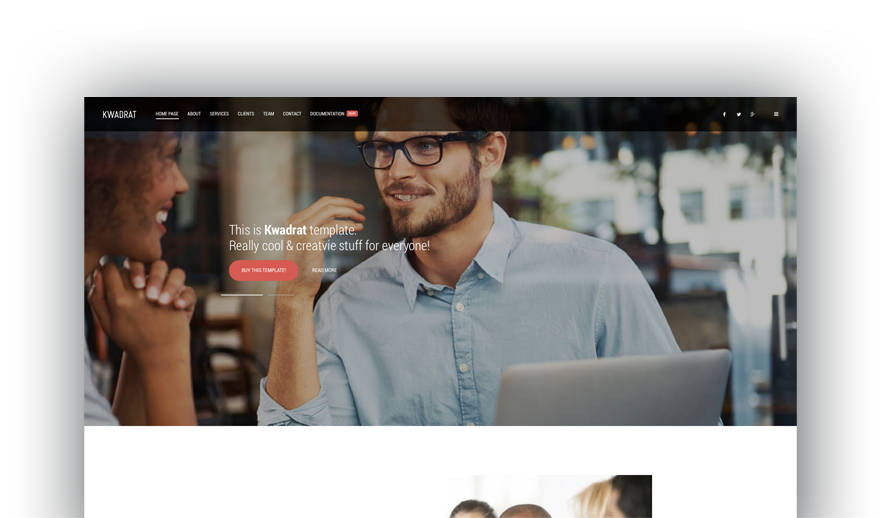 KWADRAT
HOME PAGE ABOUT SERVICES CLIENTS TEAM CONTACT DOCUMENTATION
This is Kwadrat template.
Really cool & creatvie stuff for everyone!
BUY THIS TEMPLATE! READ MORE